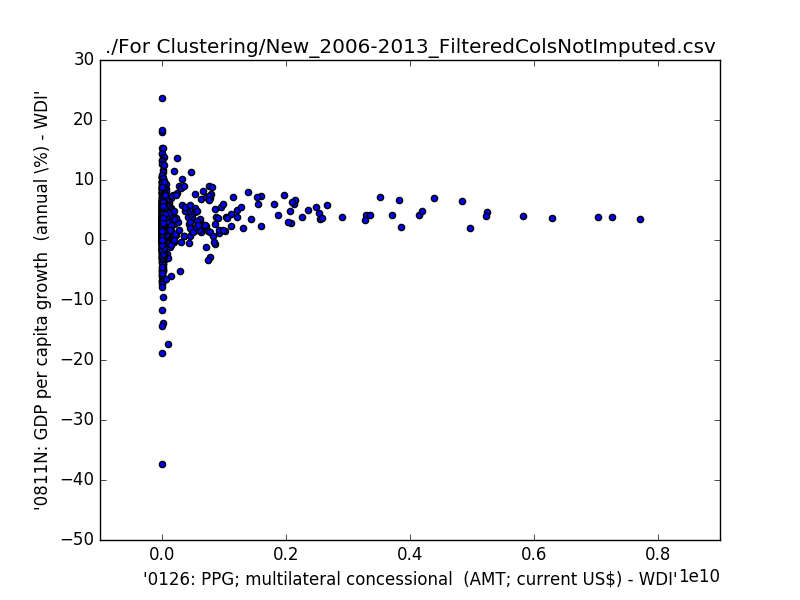 ./For Clustering/New_2006-2013_FilteredColsNotImputed.csv
30
20
10
0
−10
−20
−30
−40
−50
'0811N: GDP per capita growth  (annual \%) - WDI'
0.0 0.2 0.4 0.6 0.8
1e10
'0126: PPG; multilateral concessional  (AMT; current US$) - WDI'